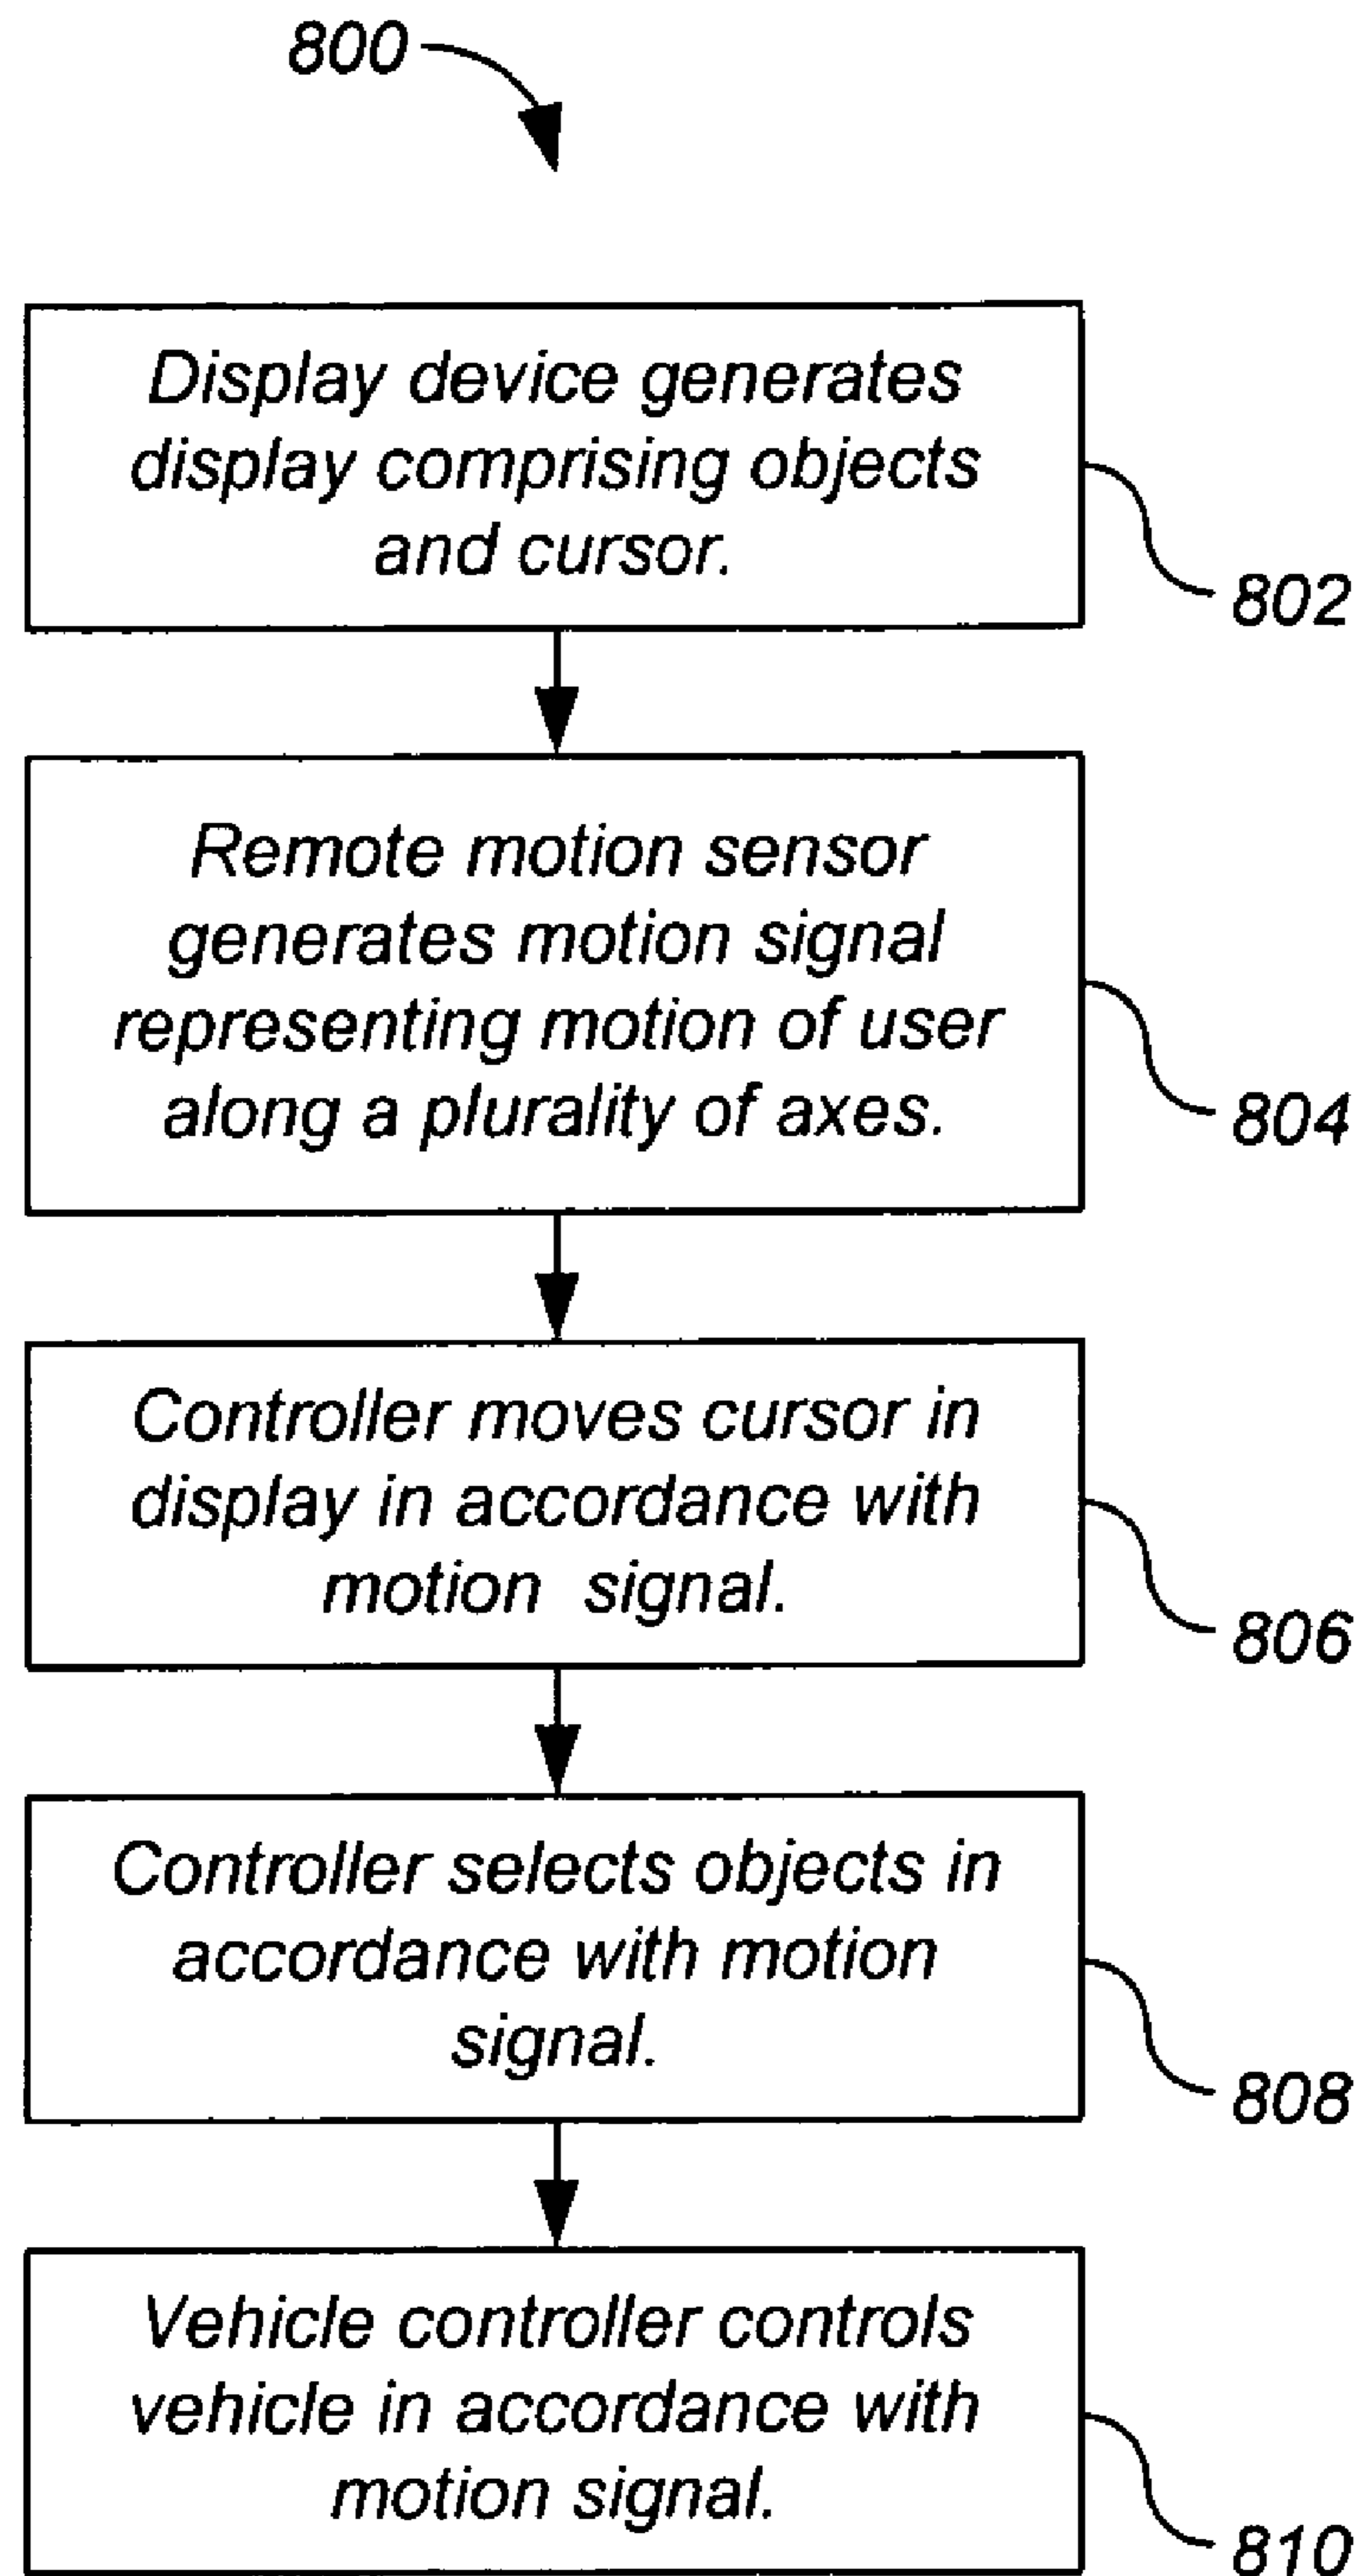 800
Display device generates
display comprising objects
and cursor.
802
Remote motion sensor
generates motion signal
representing motion of user
along a plurality of axes.
804
Controller moves cursor in
display in accordance with
motion signal.
806
Controller selects objects in
accordance with motion
signal.
808
Vehicle controller controls
vehicle in accordance with
motion signal.
810